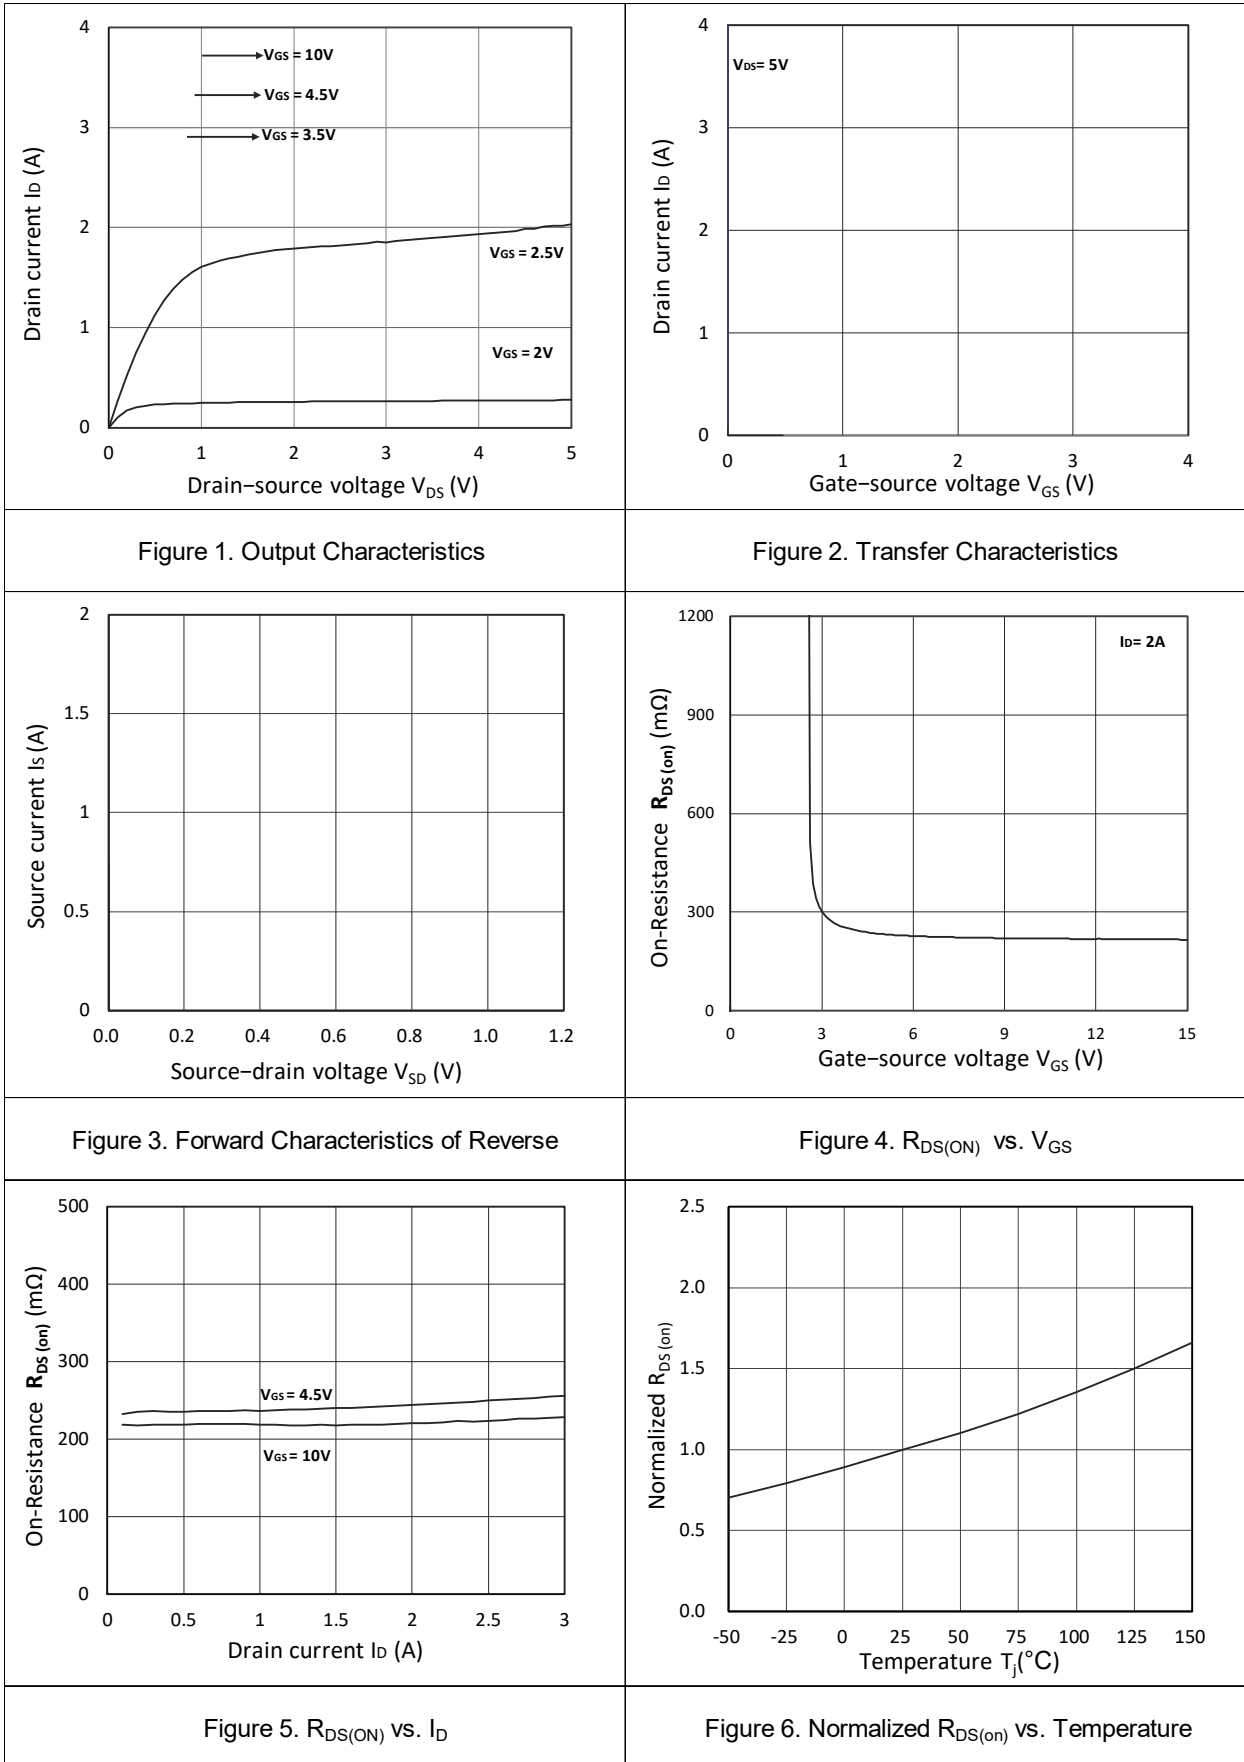 4
3
2
1
0
0 1 2 3 4 5
Drain current ID (A)
Drain−source voltage VDS (V)
VGS = 10V
VGS = 4.5V
VGS = 3.5V
VGS = 2.5V
VGS = 2V
4
3
2
1
0
0 1 2 3 4
Drain current ID (A)
Gate−source voltage VGS (V)
VDS= 5V
Figure 1. Output Characteristics
Figure 2. Transfer Characteristics
2
1.5
1
0.5
0
0.0 0.2 0.4 0.6 0.8 1.0 1.2
Source current IS (A)
Source−drain voltage VSD (V)
1200
900
600
300
0
0 3 6 9 12 15
On-Resistance RDS(on) (mΩ)
Gate−source voltage VGS (V)
ID= 2A
Figure 3. Forward Characteristics of Reverse
Figure 4. RDS(ON) vs. VGS
500
400
300
200
100
0
0 0.5 1 1.5 2 2.5 3
On-Resistance RDS(on) (mΩ)
Drain current ID (A)
VGS = 4.5V
VGS = 10V
2.5
2.0
1.5
1.0
0.5
0.0
-50 -25 0 25 50 75 100 125 150
Normalized RDS(on)
Temperature Tj(°C)
Figure 5. RDS(ON) vs. ID
Figure 6. Normalized RDS(on) vs. Temperature